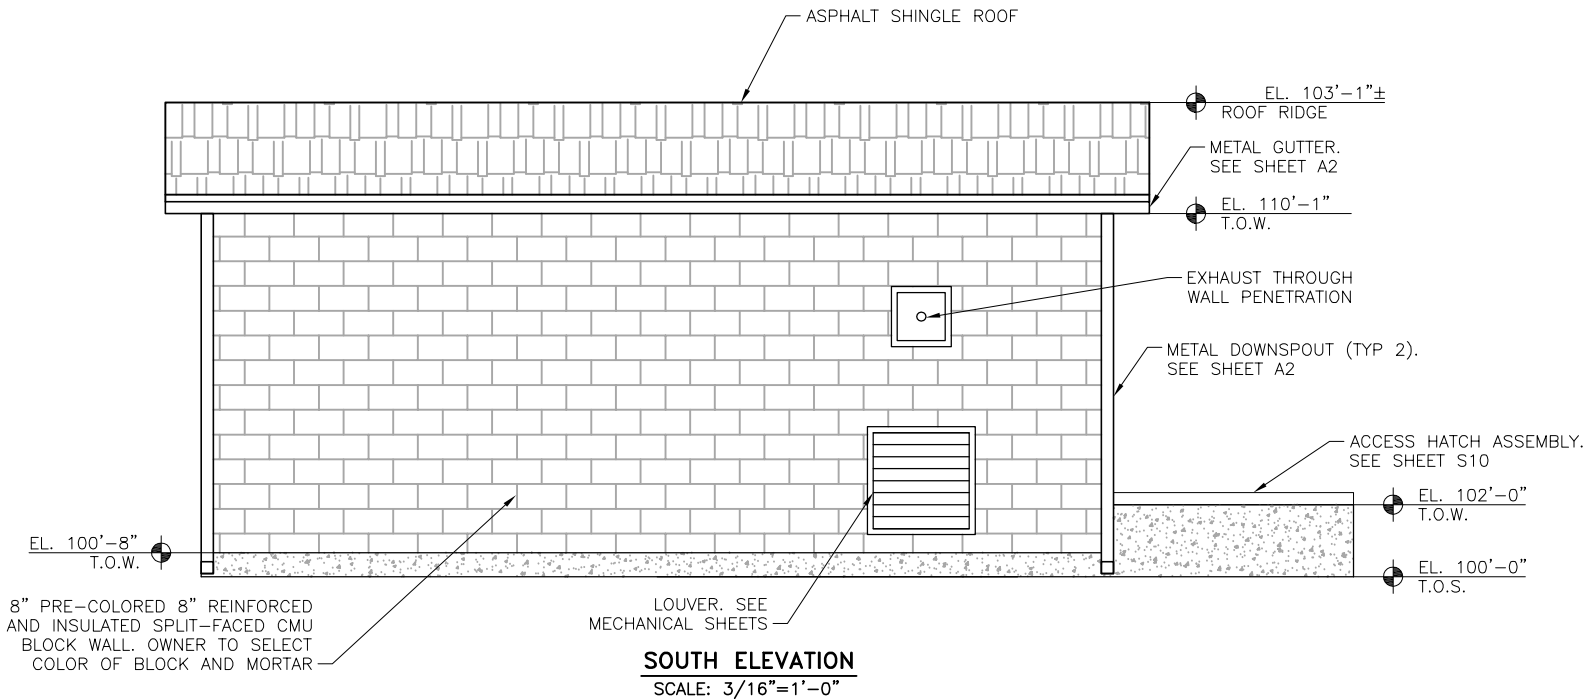 ASPHALT SHINGLE ROOF
EL. 103'-1"±
ROOF RIDGE
METAL GUTTER.
SEE SHEET A2
EL. 110'-1"
T.O.W.
EXHAUST THROUGH
WALL PENETRATION
METAL DOWNSPOUT (TYP 2).
SEE SHEET A2
ACCESS HATCH ASSEMBLY.
SEE SHEET S10
EL. 102'-0"
T.O.W.
EL. 100'-8"
T.O.W.
EL. 100'-0"
T.O.S.
8" PRE-COLORED 8" REINFORCED
AND INSULATED SPLIT-FACED CMU
BLOCK WALL. OWNER TO SELECT
COLOR OF BLOCK AND MORTAR
LOUVER. SEE
MECHANICAL SHEETS
SOUTH ELEVATION
SCALE: 3/16"=1'-0"